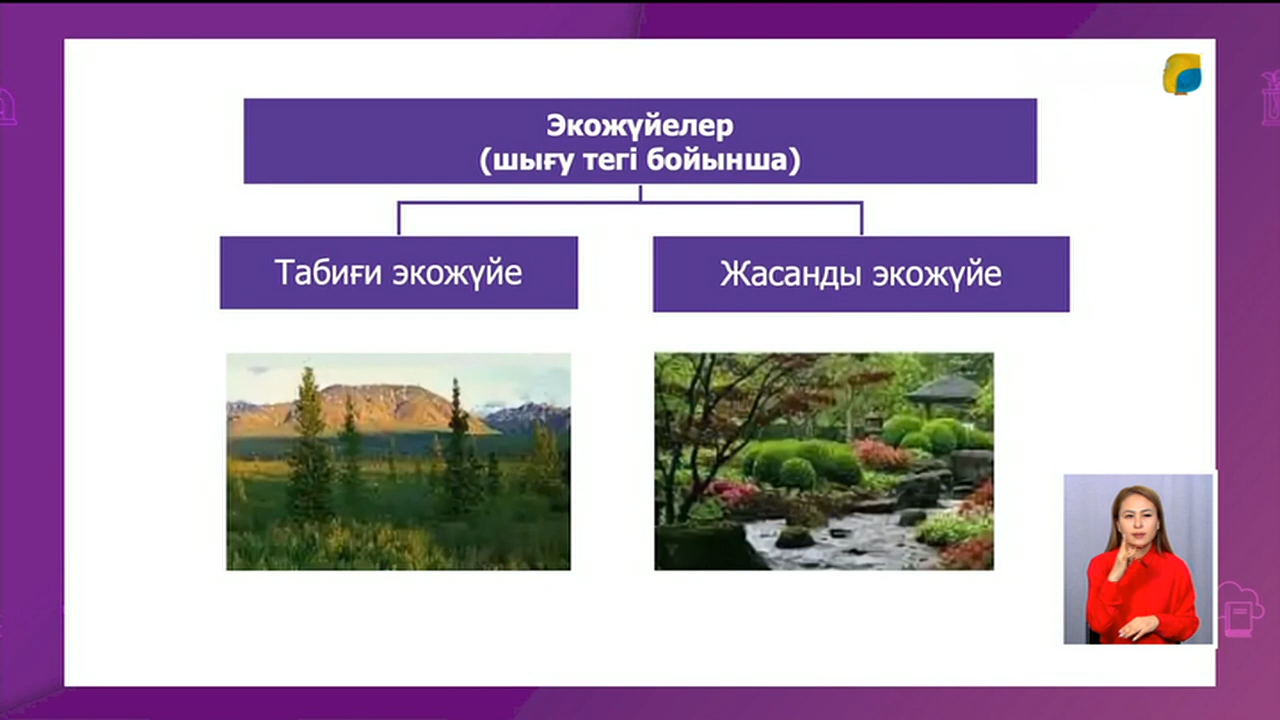 Экожүйелер
(шығу тегі бойынша)
Табиғи экожүйе
Жасанды экожүйе